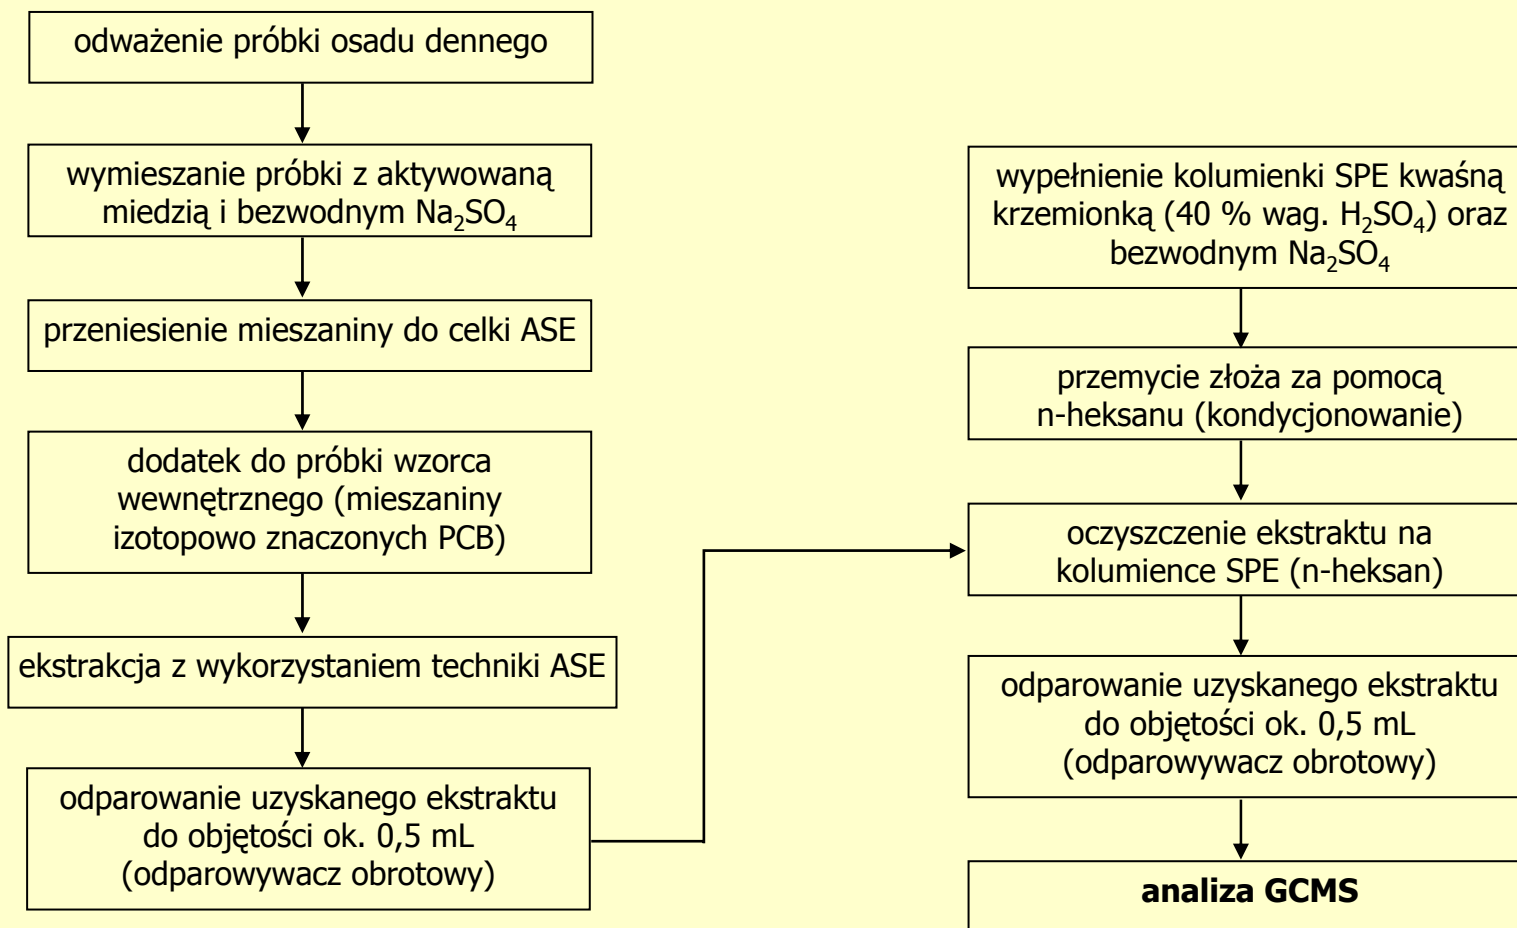 odważenie próbki osadu dennego
wymieszanie próbki z aktywowaną
miedzią i bezwodnym Na₂SO₄
przeniesienie mieszaniny do celki ASE
dodatek do próbki wzorca
wewnętrznego (mieszaniny
izotopowo znaczonych PCB)
ekstrakcja z wykorzystaniem techniki ASE
odparowanie uzyskanego ekstraktu
do objętości ok. 0,5 mL
(odparowywacz obrotowy)
wypełnienie kolumienki SPE kwaśną
krzemionką (40 % wag. H₂SO₄) oraz
bezwodnym Na₂SO₄
przemycie złoża za pomocą
n-heksanu (kondycjonowanie)
oczyszczenie ekstraktu na
kolumience SPE (n-heksan)
odparowanie uzyskanego ekstraktu
do objętości ok. 0,5 mL
(odparowywacz obrotowy)
analiza GCMS